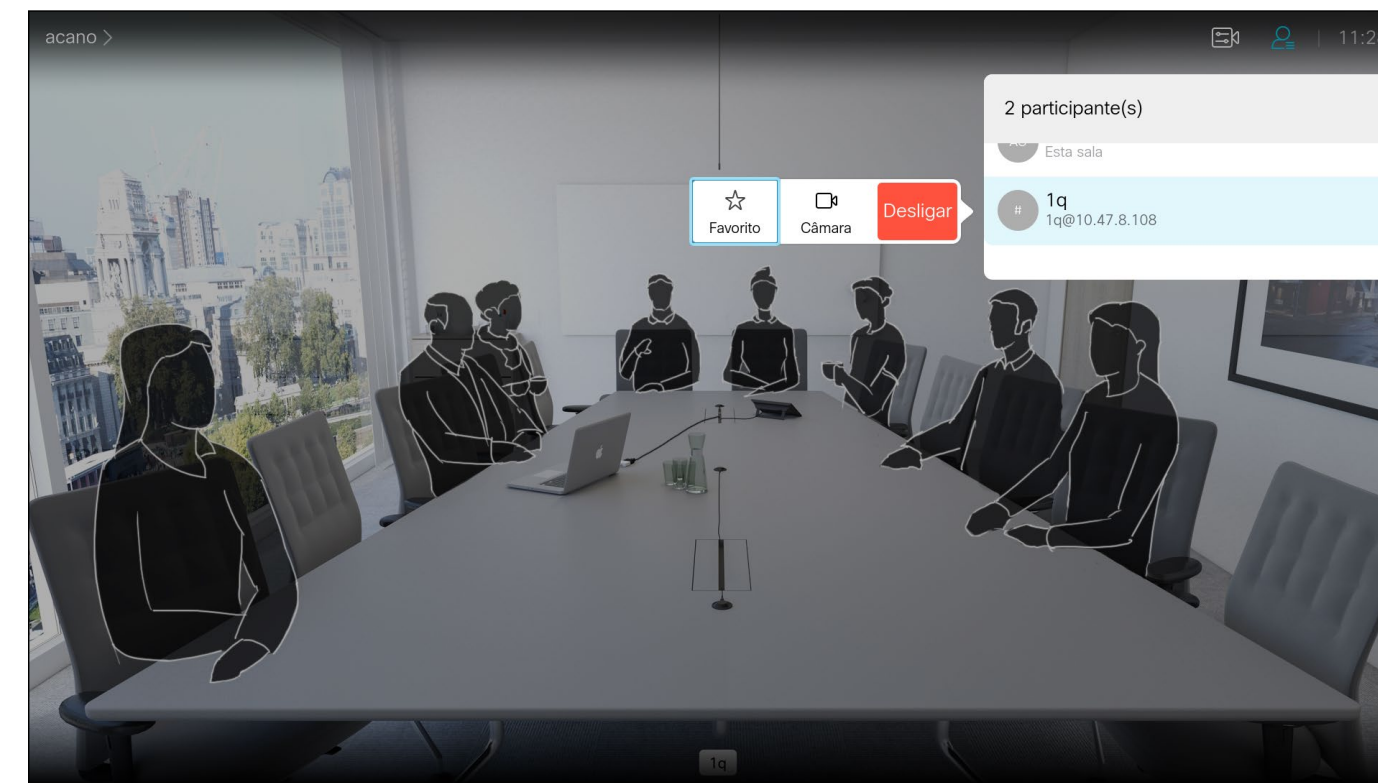 acano >
11:2
2 participante(s)
Esta sala
Favorito
Câmara
Desligar
#
1q
1q@10.47.8.108
1q